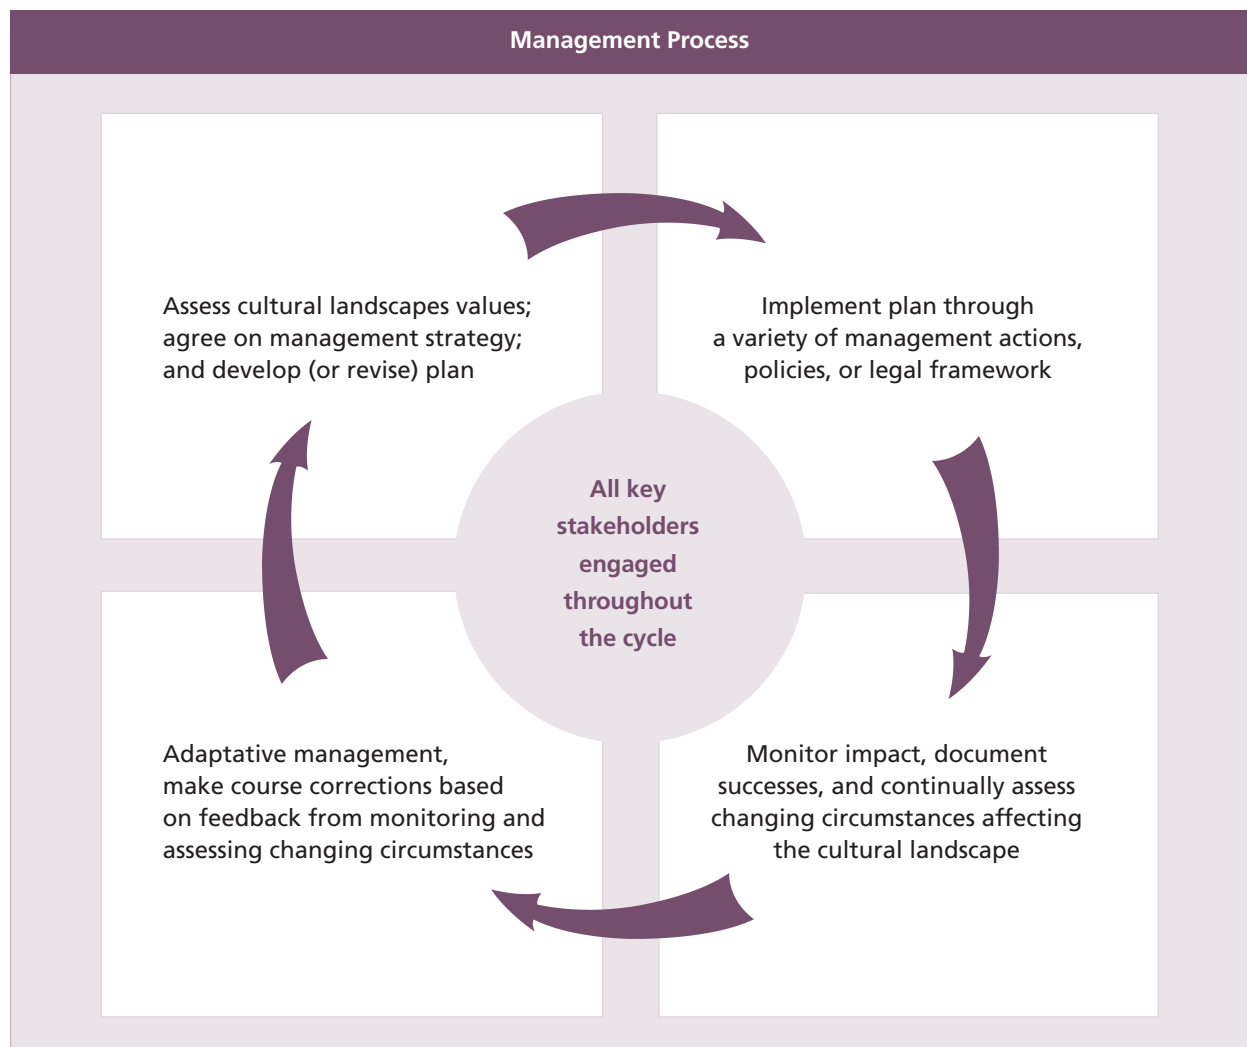 Management Process
Assess cultural landscapes values;
agree on management strategy;
and develop (or revise) plan
Implement plan through
a variety of management actions,
policies, or legal framework
All key
stakeholders
engaged
throughout
the cycle
Adaptative management,
make course corrections based
on feedback from monitoring and
assessing changing circumstances
Monitor impact, document
successes, and continually assess
changing circumstances affecting
the cultural landscape